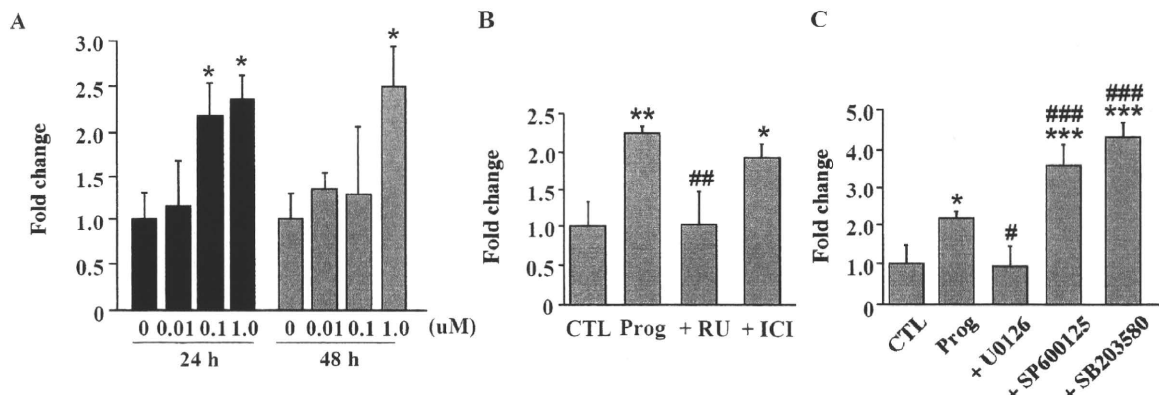 A
Fold change
3.0
2.5
2.0
1.5
1.0
0.5
0
*
*
*
0 0.01 0.1 1.0 0 0.01 0.1 1.0 (uM)
24 h 48 h
B
Fold change
2.5
2.0
1.5
1.0
0.5
0
**
##
*
CTL Prog + RU + ICI
C
Fold change
5.0
4.0
3.0
2.0
1.0
0
*
#
###
***
###
***
CTL
Prog
+ U0126
+ SP600125
+ SB203580